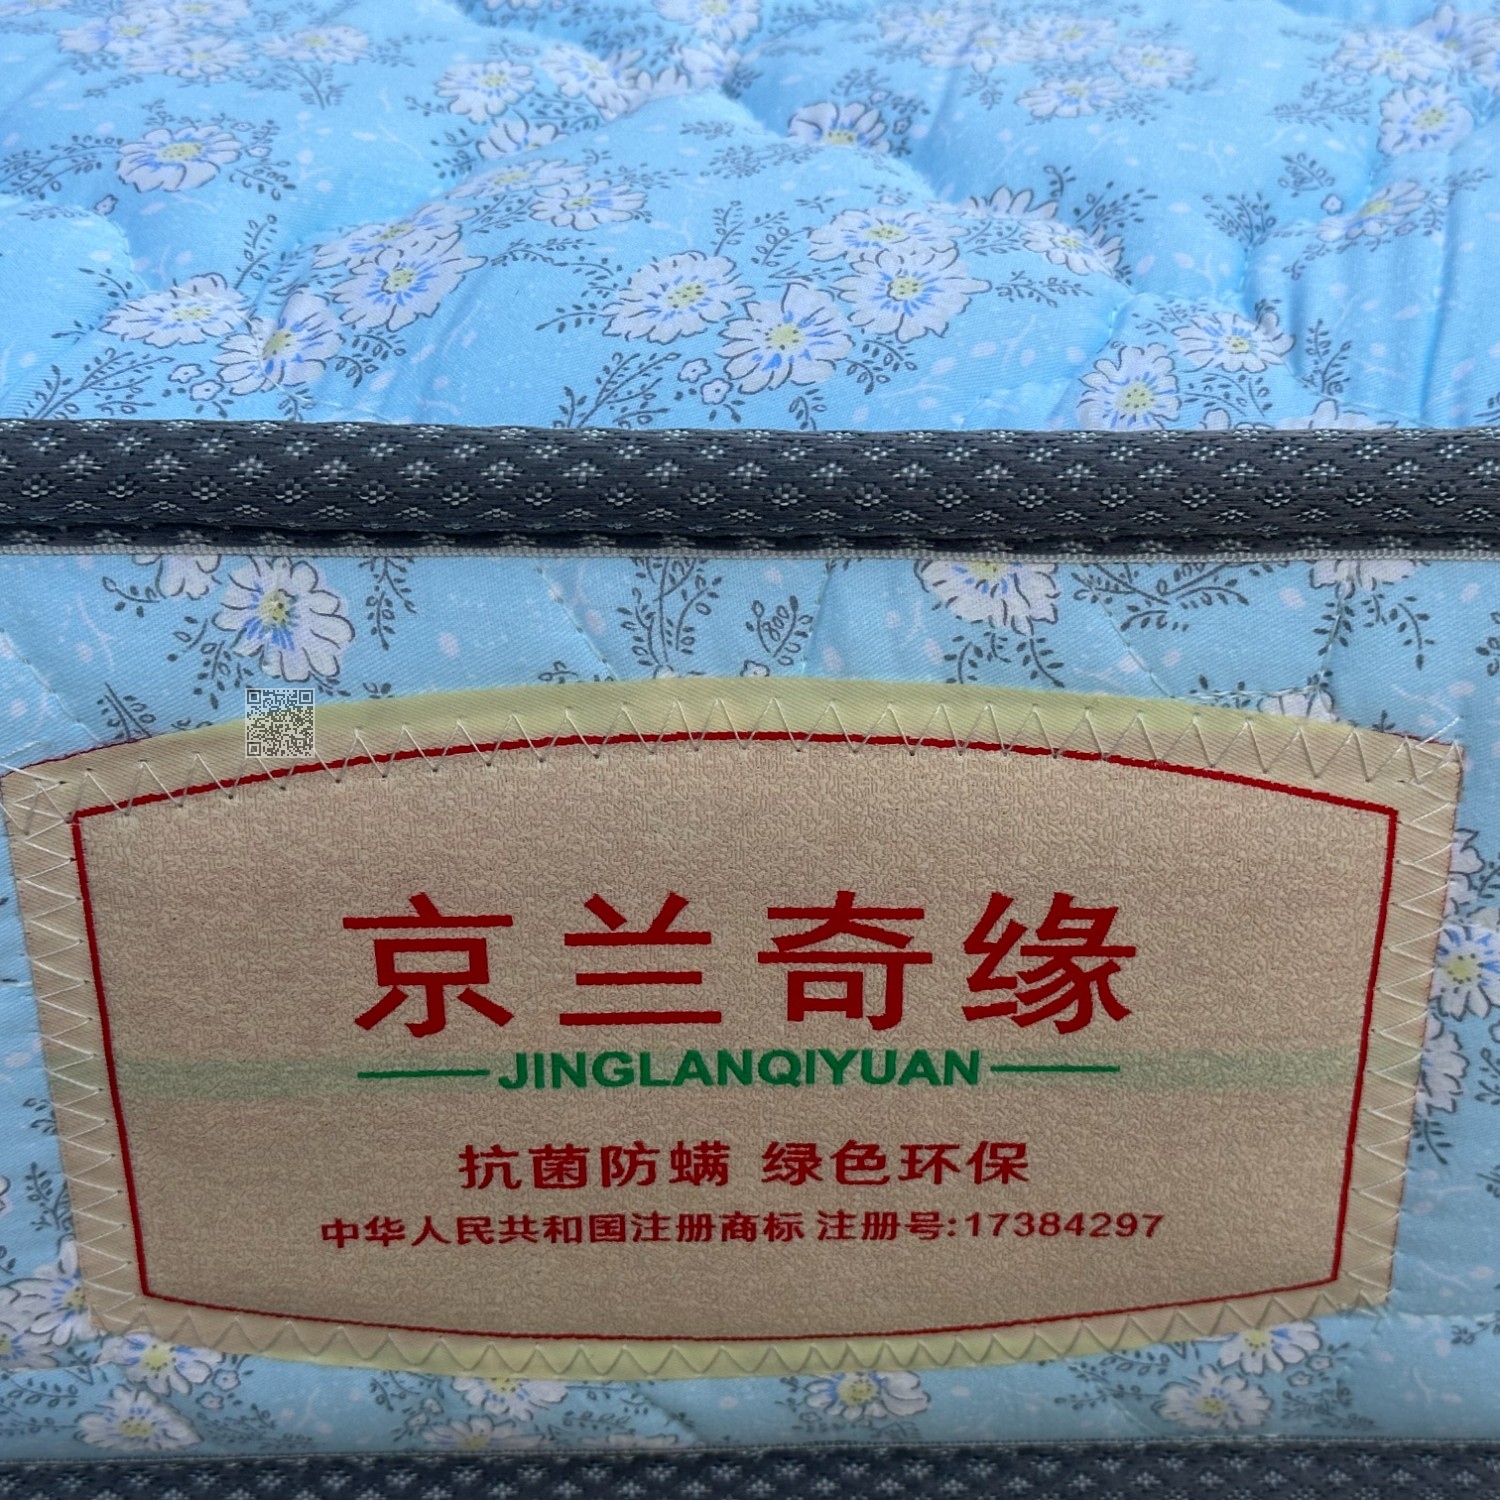 京兰奇缘
JINGLANQIYUAN
抗菌防螨 绿色环保
中华人民共和国注册商标 注册号:17384297